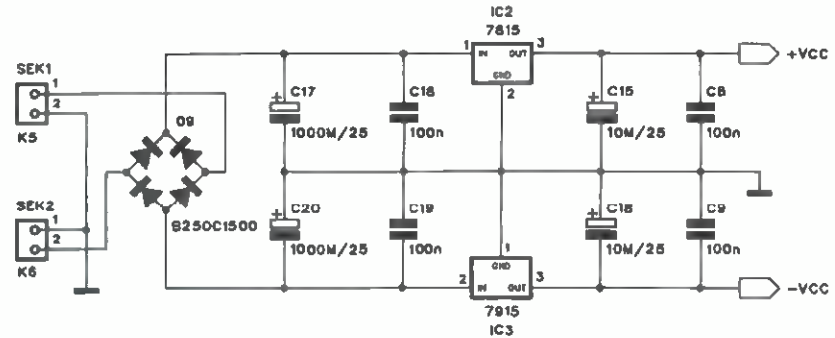 IC2
7815
SEK1
1
2
K5
D9
1
IN
OUT
3
GND
2
+VCC
C17
1000M/25
C18
100n
C15
10M/25
C8
100n
SEK2
1
2
K6
B250C1500
C20
1000M/25
C19
100n
C18
10M/25
C9
100n
1
GND
2
IN
OUT
3
-VCC
7915
IC3